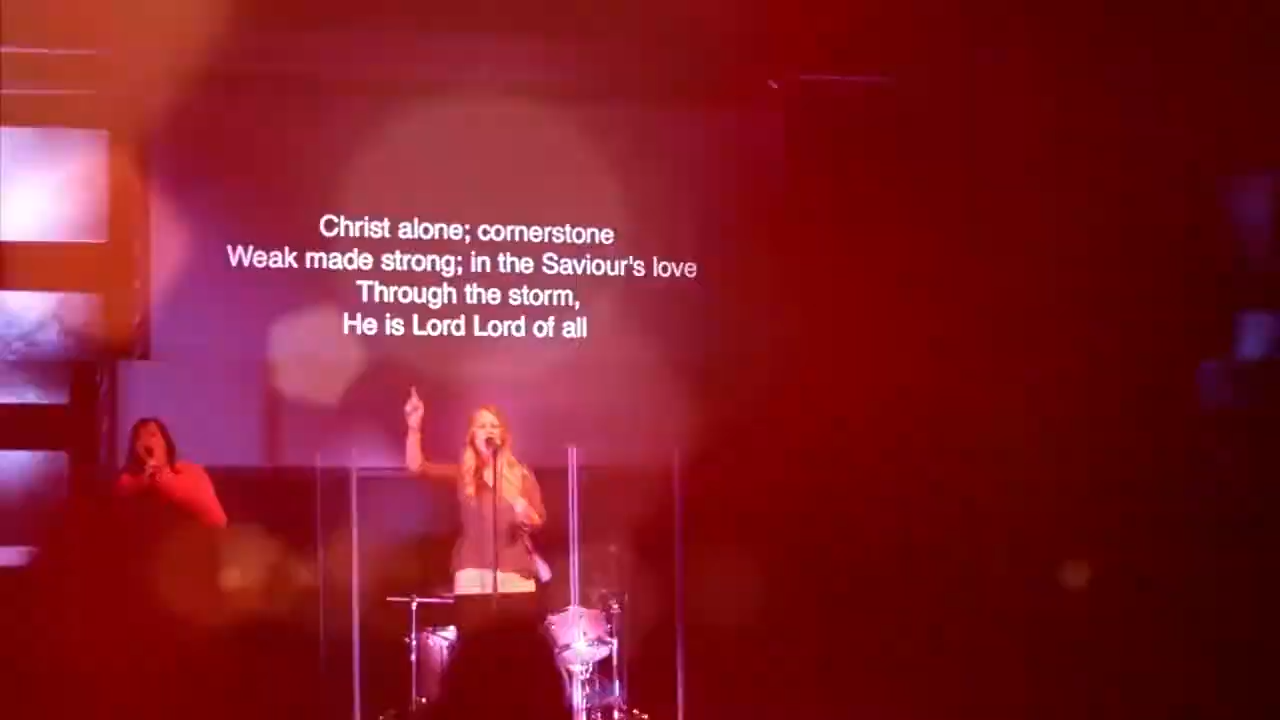 Christ alone; cornerstone
Weak made strong; in the Saviour's love
Through the storm,
He is Lord Lord of all